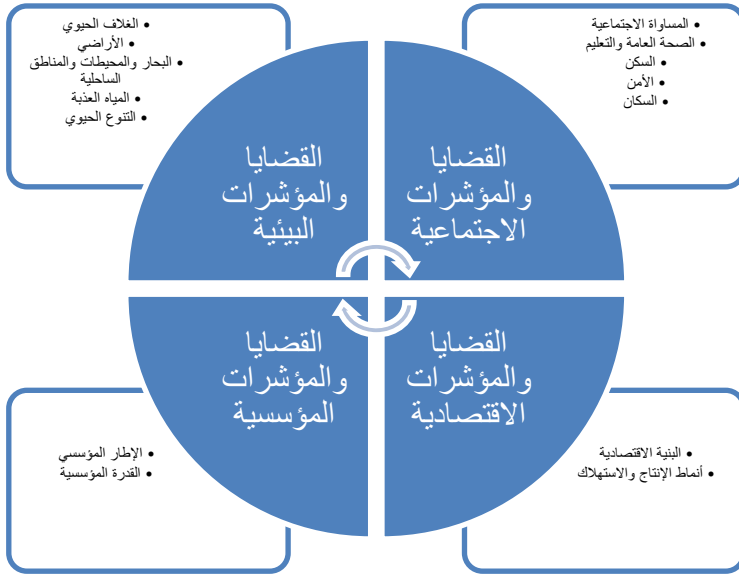 المساواة الاجتماعية
الصحة العامة والتعليم
السكن
الأمن
السكان
القضايا
والمؤشرات
الاجتماعية
الغلاف الحيوي
الأراضي
البحار والمحيطات والمناطق
الساحلية
المياه العذبة
التنوع الحيوي
القضايا
والمؤشرات
البيئية
القضايا
والمؤشرات
الاقتصادية
البنية الاقتصادية
أنماط الإنتاج والاستهلاك
القضايا
والمؤشرات
المؤسسية
الإطار المؤسسي
القدرة المؤسسية